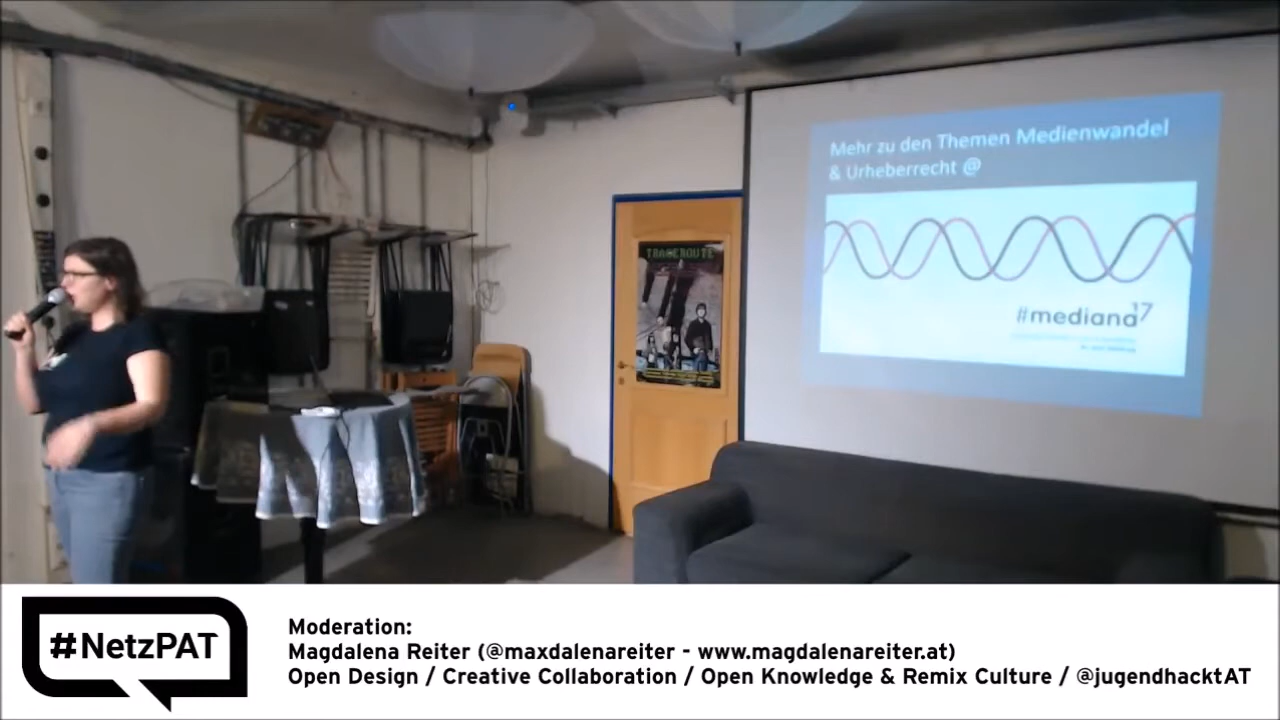 Mehr zu den Themen Medienwandel
& Urheberrecht @
#mediana17
TRACEROUTE
#NetzPAT
Moderation:
Magdalena Reiter (@maxdalenareiter - www.magdalenareiter.at)
Open Design / Creative Collaboration / Open Knowledge & Remix Culture / @jugendhacktAT